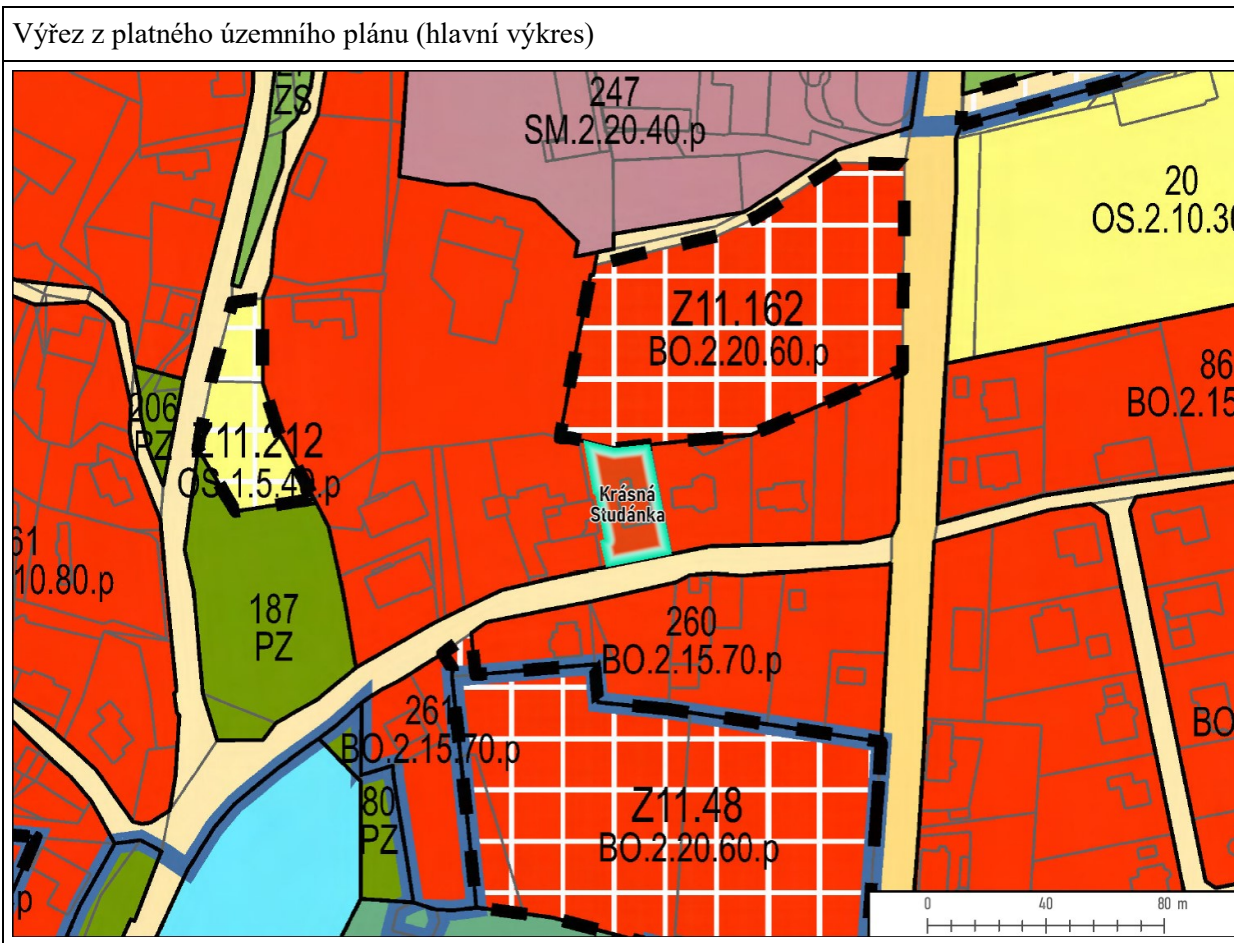 Výřez z platného územního plánu (hlavní výkres)
ZS
247
SM.2.20.40.p
20
OS.2.10.30
Z11.162
BO.2.20.60.p
86
BO.2.15
206
PZ
Z11.212
OS.1.5.40.p
Krásná
Studánka
61
10.80.p
187
PZ
260
BO.2.15.70.p
261
BO.2.15.70.p
BO
80
PZ
Z11.48
BO.2.20.60.p
p
0 40 80 m